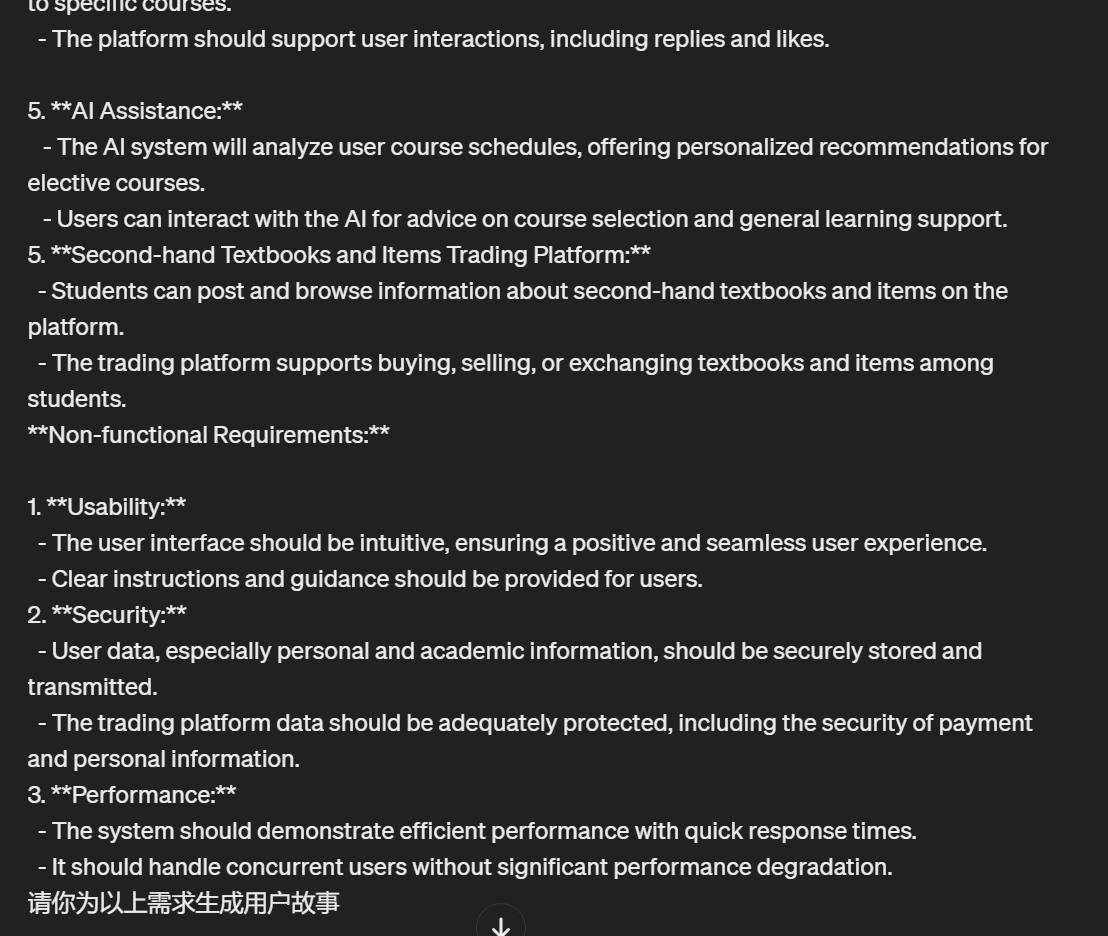 to specific courses.
- The platform should support user interactions, including replies and likes.
5. **AI Assistance:**
- The AI system will analyze user course schedules, offering personalized recommendations for
elective courses.
- Users can interact with the AI for advice on course selection and general learning support.
5. **Second-hand Textbooks and Items Trading Platform:**
- Students can post and browse information about second-hand textbooks and items on the
platform.
- The trading platform supports buying, selling, or exchanging textbooks and items among
students.
**Non-functional Requirements:**
1. **Usability:**
- The user interface should be intuitive, ensuring a positive and seamless user experience.
- Clear instructions and guidance should be provided for users.
2. **Security:**
- User data, especially personal and academic information, should be securely stored and
transmitted.
- The trading platform data should be adequately protected, including the security of payment
and personal information.
3. **Performance:**
- The system should demonstrate efficient performance with quick response times.
- It should handle concurrent users without significant performance degradation.
请你为以上需求生成用户故事